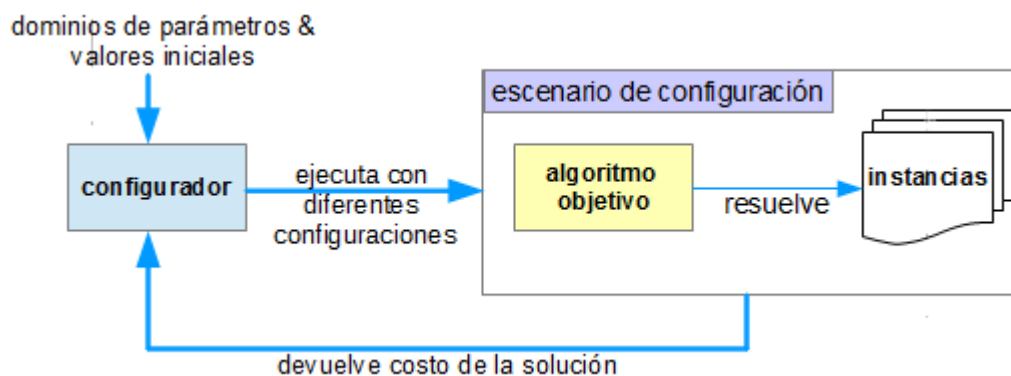 dominios de parámetros &
valores iniciales
escenario de configuración
configurador
ejecuta con
diferentes
configuraciones
algoritmo
objetivo
resuelve
instancias
devuelve costo de la solución